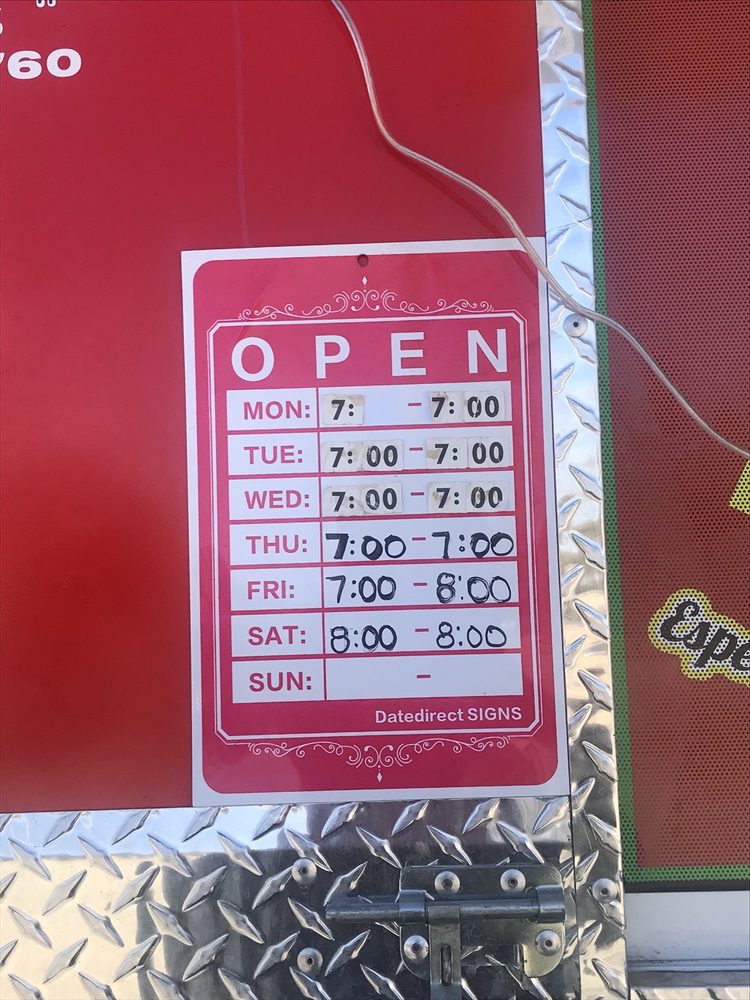 760
OPEN
MON: 7: - 7:00
TUE: 7:00 - 7:00
WED: 7:00 - 7:00
THU: 7:00 - 7:00
FRI: 7:00 - 8:00
SAT: 8:00 - 8:00
SUN: -
Datedirect SIGNS
Espe